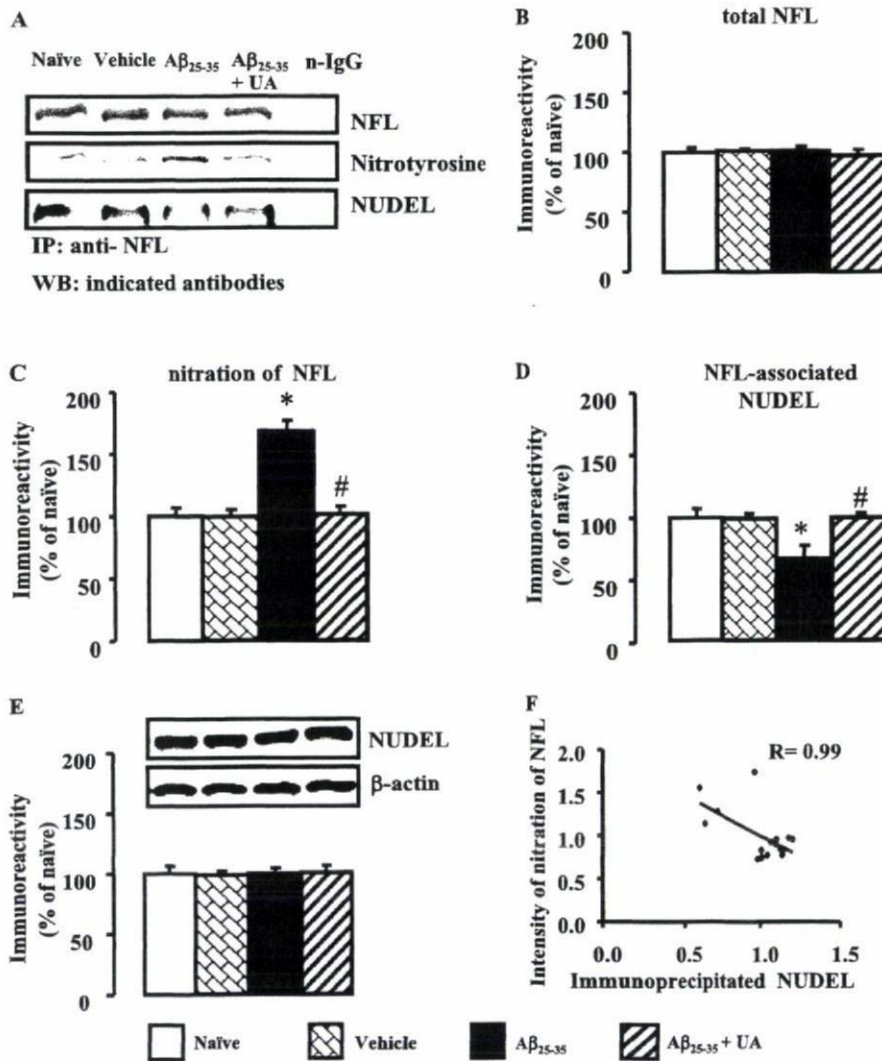 A
Naïve Vehicle Aβ25-35 Aβ25-35 n-IgG
+ UA
NFL
Nitrotyrosine
NUDEL
IP: anti- NFL
WB: indicated antibodies
B
total NFL
Immunoreactivity
(% of naïve)
200
150
100
50
0
C
nitration of NFL
Immunoreactivity
(% of naïve)
200
150
100
50
0
*
#
D
NFL-associated
NUDEL
Immunoreactivity
(% of naïve)
200
150
100
50
0
*
#
E
NUDEL
β-actin
Immunoreactivity
(% of naïve)
200
150
100
50
0
F
R= 0.99
Intensity of nitration of NFL
2.0
1.5
1.0
0.5
0.0
0.0 0.5 1.0 1.5
Immunoprecipitated NUDEL
Naïve Vehicle Aβ25-35 Aβ25-35 + UA